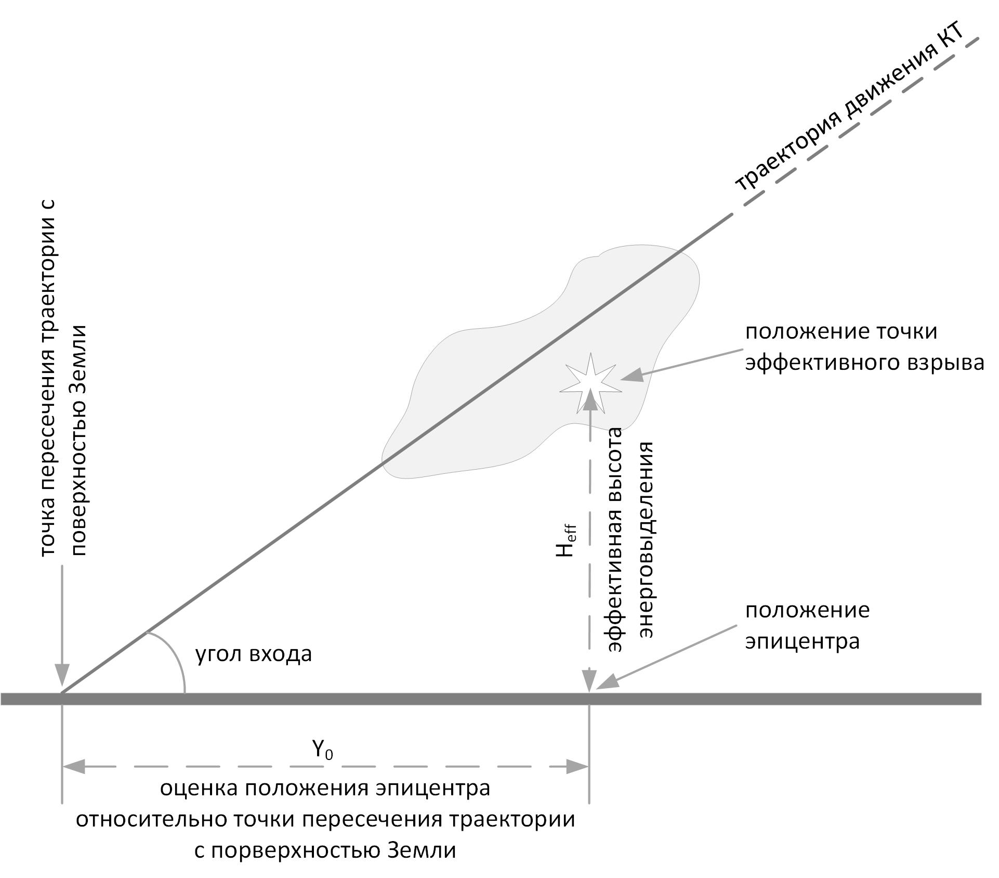 траектория движения КТ
точка пересечения траектории с
поверхностью Земли
положение точки
эффективного взрыва
Heff
эффективная высота
энерговыделения
положение
эпицентра
угол входа
Y0
оценка положения эпицентра
относительно точки пересечения траектории
с порверхностью Земли